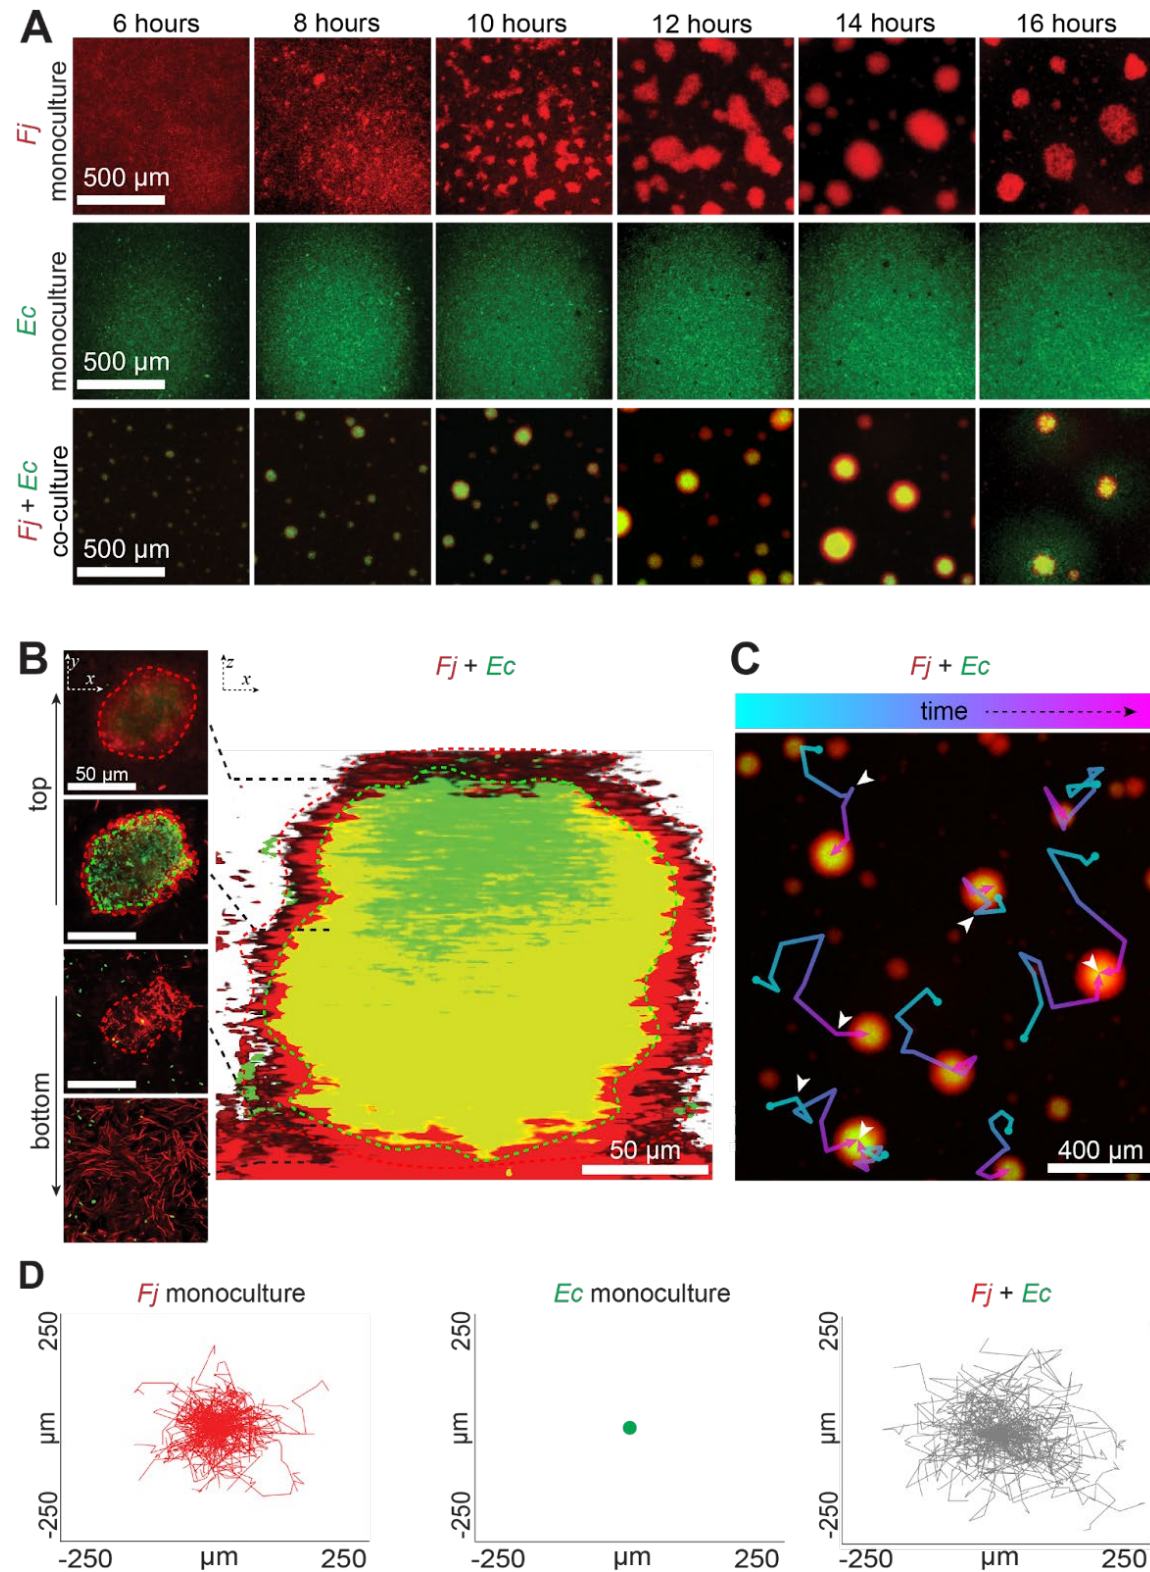 A
6 hours 8 hours 10 hours 12 hours 14 hours 16 hours
Fj
monoculture
500 µm
Ec
monoculture
500 µm
Fj + Ec
co-culture
500 µm
B
y
x
z
x
Fj + Ec
top
50 µm
bottom
50 µm
C
Fj + Ec
time
400 µm
D
Fj monoculture
250
µm
-250
-250 µm 250
Ec monoculture
250
µm
-250
-250 µm 250
Fj + Ec
250
µm
-250
-250 µm 250